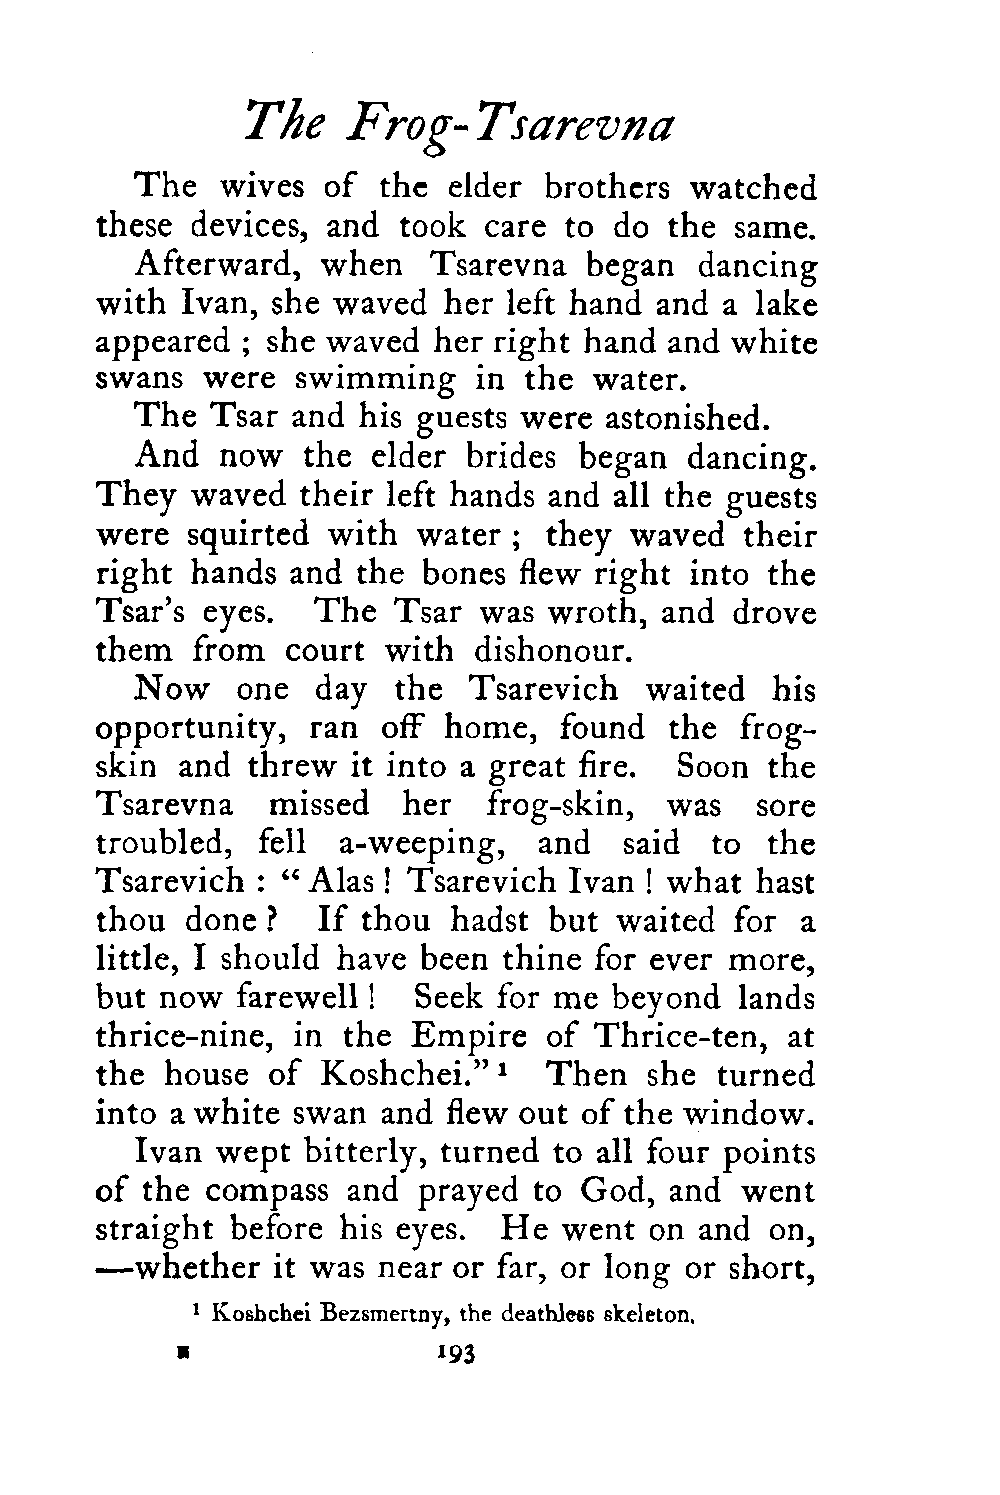 The Frog-Tsarevna
The wives of the elder brothers watched
these devices, and took care to do the same.
Afterward, when Tsarevna began dancing
with Ivan, she waved her left hand and a lake
appeared ; she waved her right hand and white
swans were swimming in the water.
The Tsar and his guests were astonished.
And now the elder brides began dancing.
They waved their left hands and all the guests
were squirted with water ; they waved their
right hands and the bones flew right into the
Tsar's eyes. The Tsar was wroth, and drove
them from court with dishonour.
Now one day the Tsarevich waited his
opportunity, ran off home, found the frog-
skin and threw it into a great fire. Soon the
Tsarevna missed her frog-skin, was sore
troubled, fell a-weeping, and said to the
Tsarevich : “ Alas ! Tsarevich Ivan ! what hast
thou done ? If thou hadst but waited for a
little, I should have been thine for ever more,
but now farewell ! Seek for me beyond lands
thrice-nine, in the Empire of Thrice-ten, at
the house of Koshchei.” ¹ Then she turned
into a white swan and flew out of the window.
Ivan wept bitterly, turned to all four points
of the compass and prayed to God, and went
straight before his eyes. He went on and on,
—whether it was near or far, or long or short,
¹ Koshchei Bezsmertny, the deathless skeleton.
193